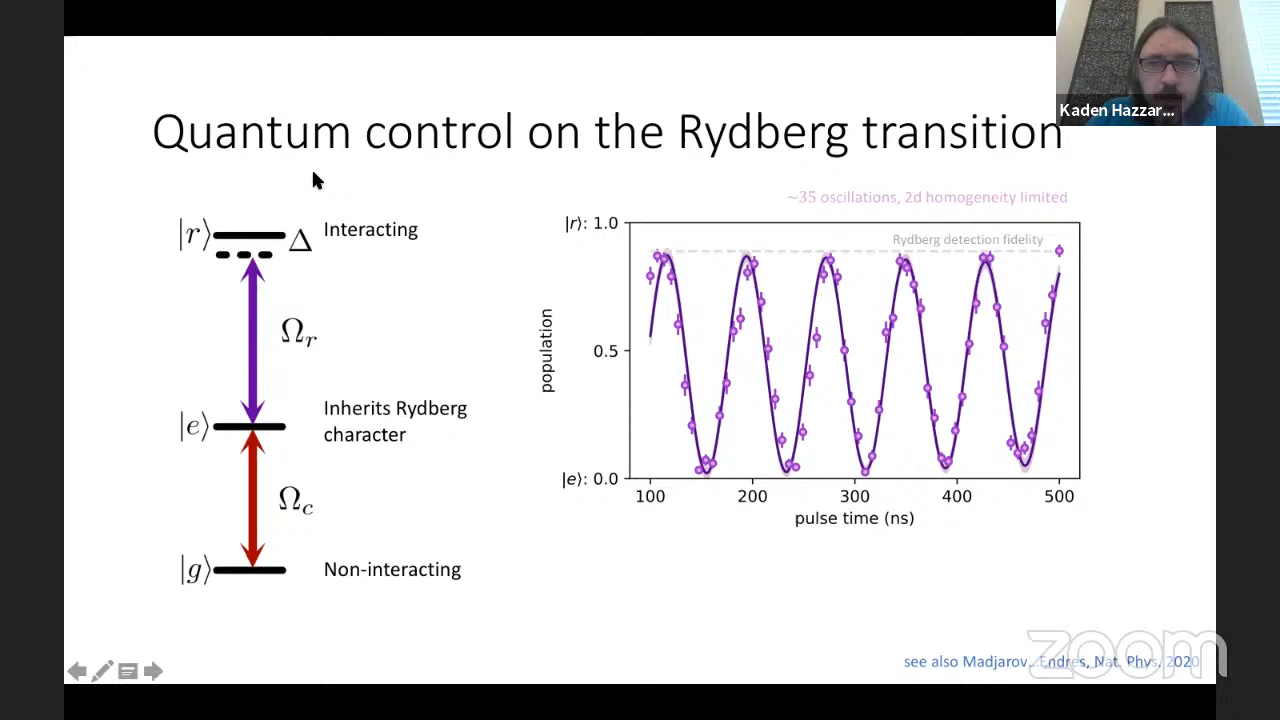 Kaden Hazzar...
Quantum control on the Rydberg transition
~35 oscillations, 2d homogeneity limited
|r⟩
Δ
Interacting
Ω_r
|e⟩
Inherits Rydberg
character
Ω_c
|g⟩
Non-interacting
|r⟩: 1.0
Rydberg detection fidelity
population
0.5
|e⟩: 0.0
100 200 300 400 500
pulse time (ns)
see also Madjarov...Endres, Nat. Phys. 2020
zoom